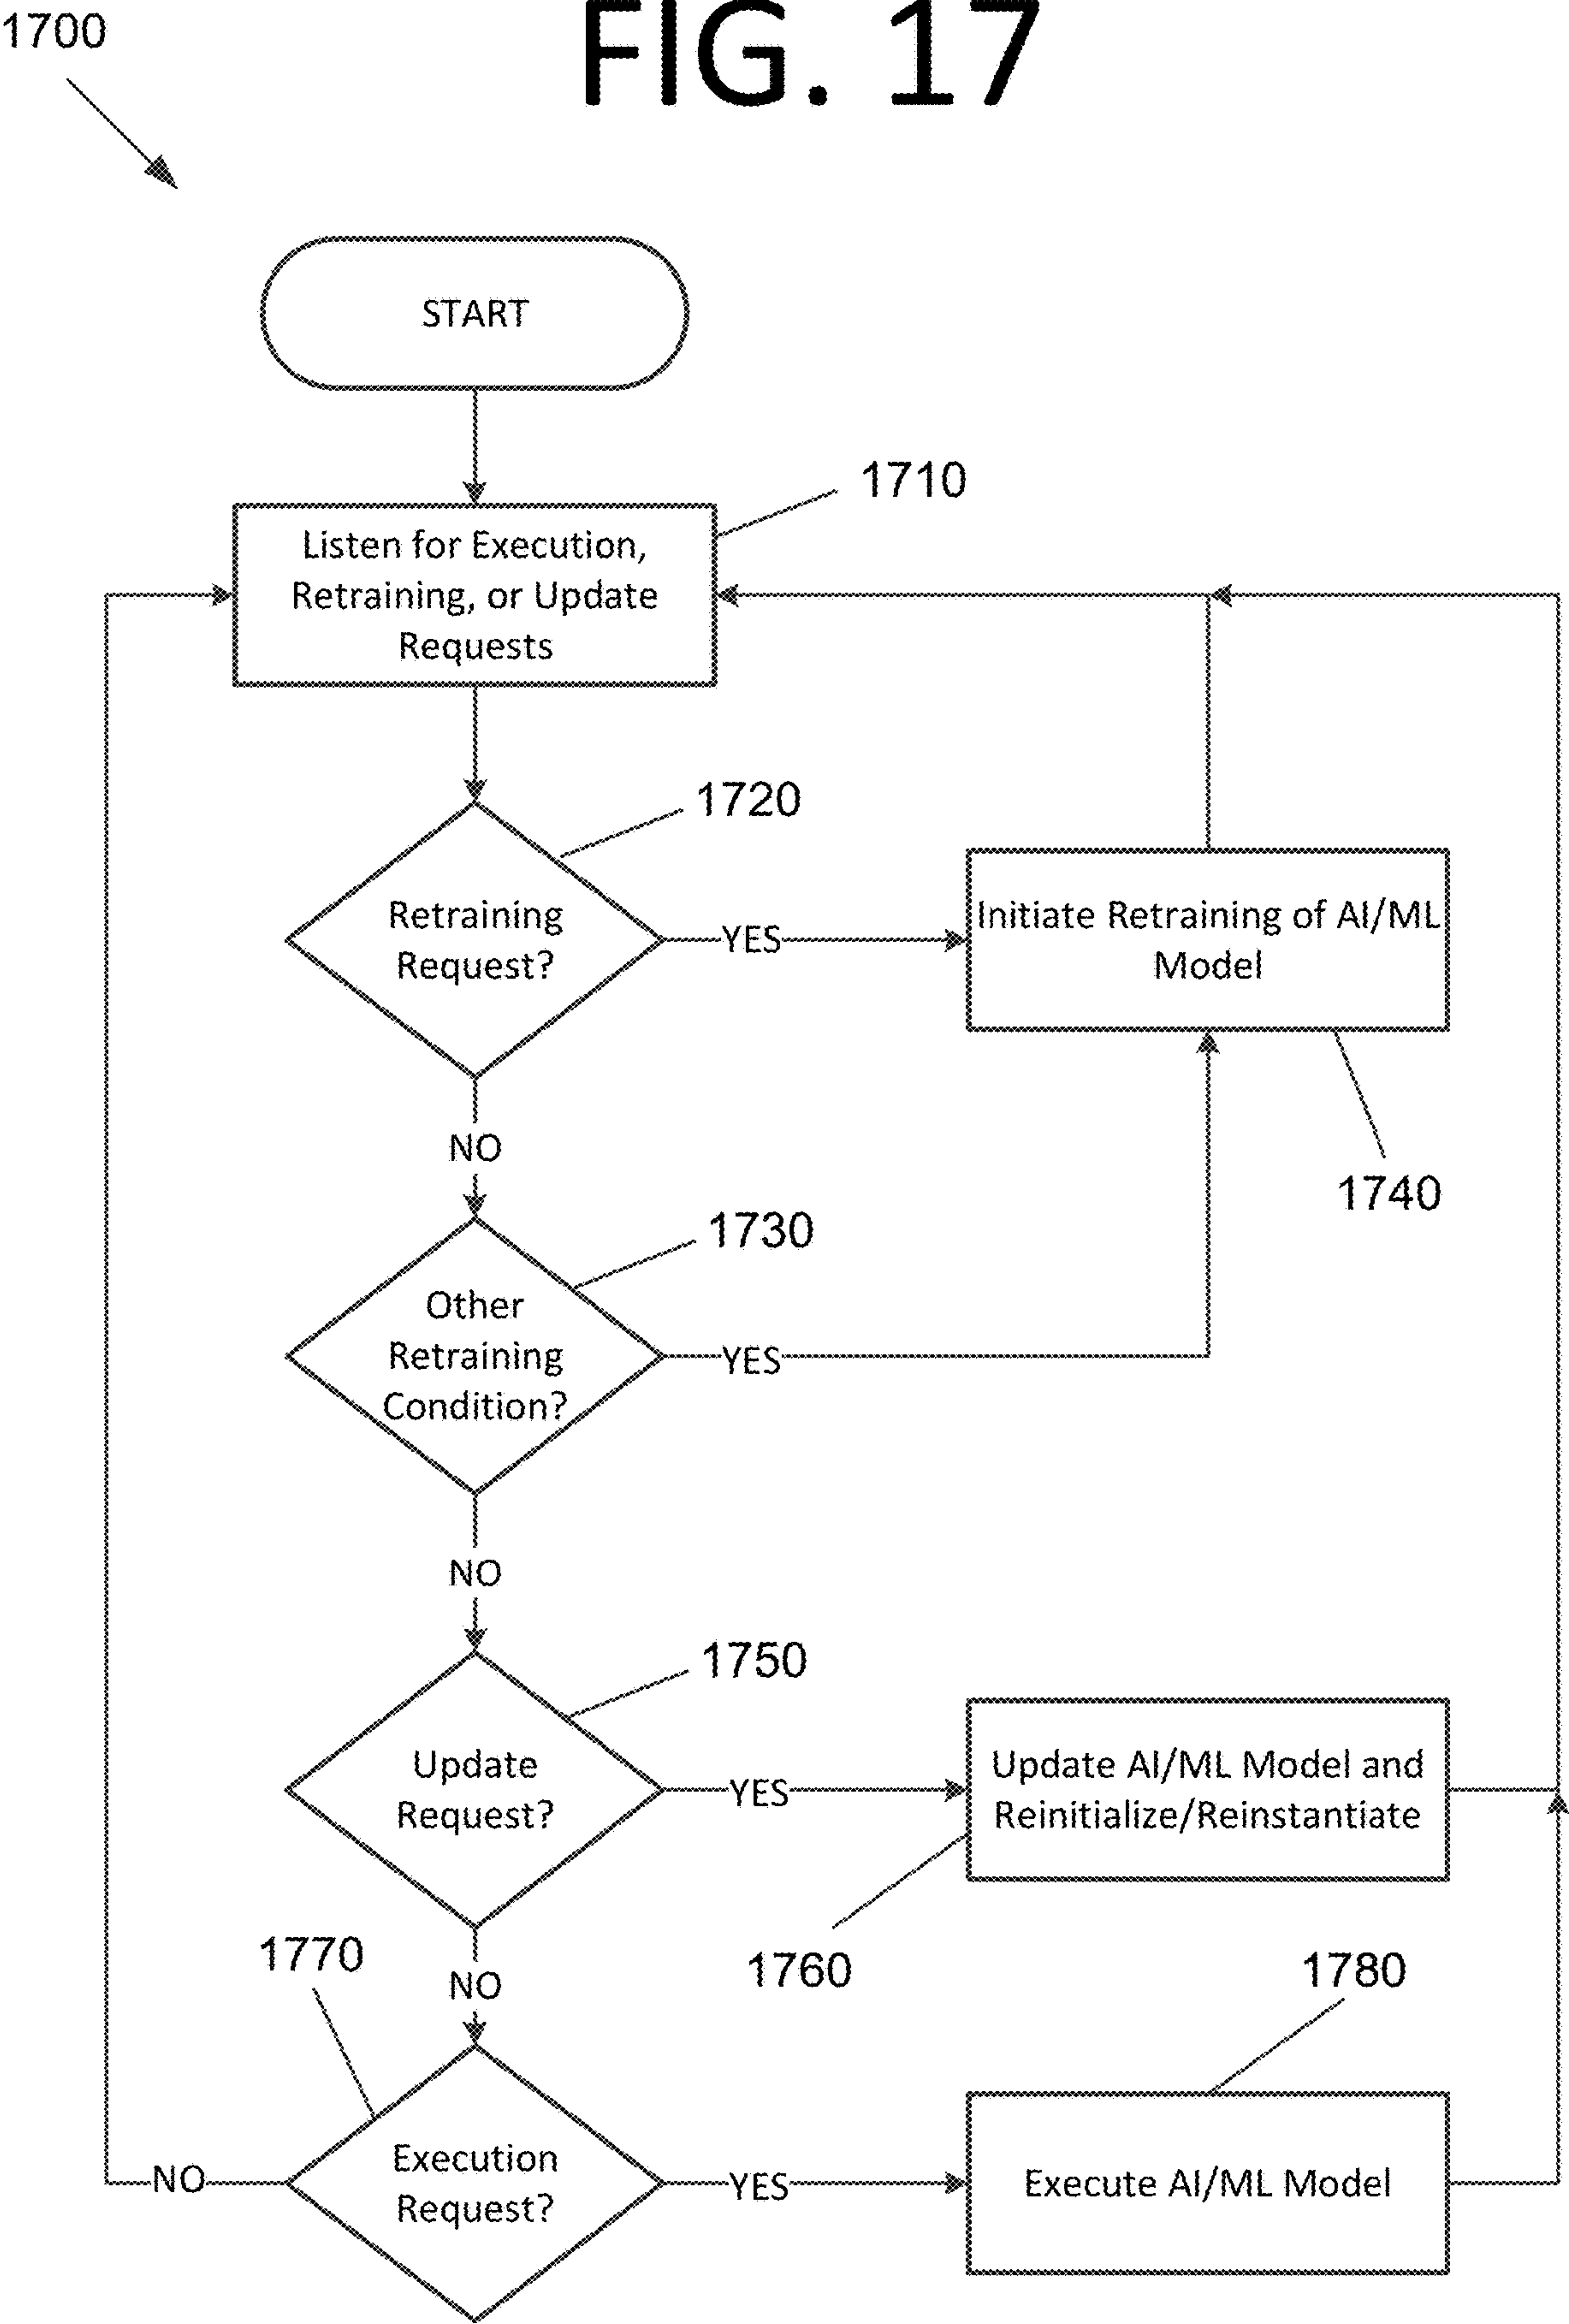 1700
FIG. 17
START
1710
Listen for Execution,
Retraining, or Update
Requests
1720
Retraining
Request?
YES
Initiate Retraining of AI/ML
Model
NO
1740
1730
Other
Retraining
Condition?
YES
NO
1750
Update
Request?
YES
Update AI/ML Model and
Reinitialize/Reinstantiate
1770
NO
1760
1780
Execution
Request?
NO
YES
Execute AI/ML Model